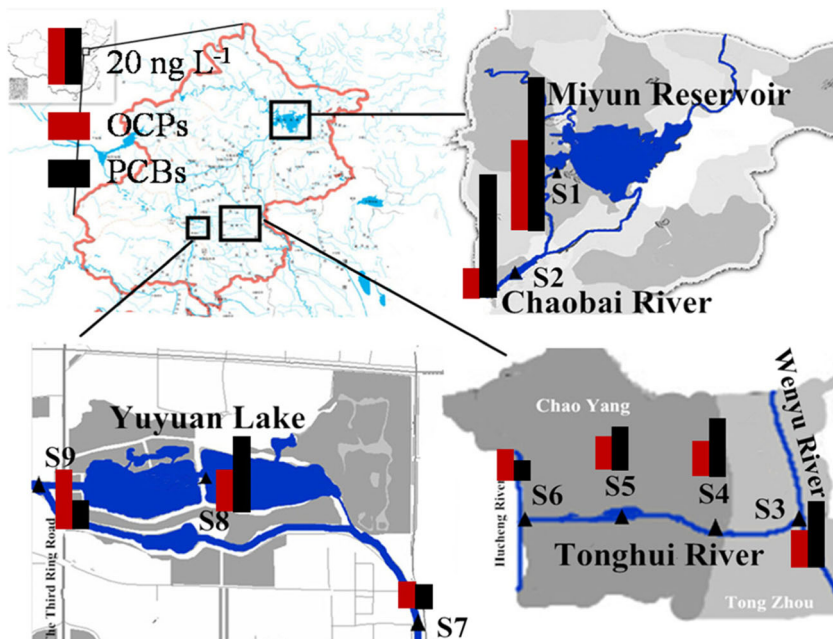 20 ng L⁻¹
OCPs
PCBs
Miyun Reservoir
S1
S2
Chaobai River
Yuyuan Lake
S9
S8
The Third Ring Road
S7
Chao Yang
Wenyu River
Hucheng River
S6
S5
S4
S3
Tonghui River
Tong Zhou